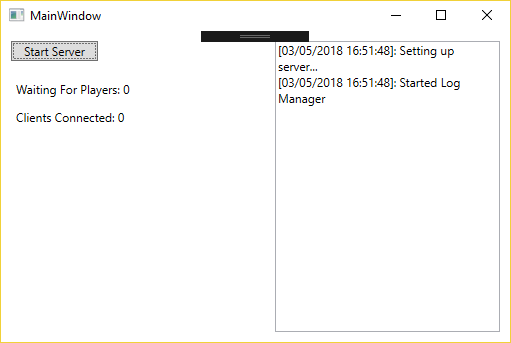 MainWindow
Start Server
Waiting For Players: 0
Clients Connected: 0
[03/05/2018 16:51:48]: Setting up
server...
[03/05/2018 16:51:48]: Started Log
Manager